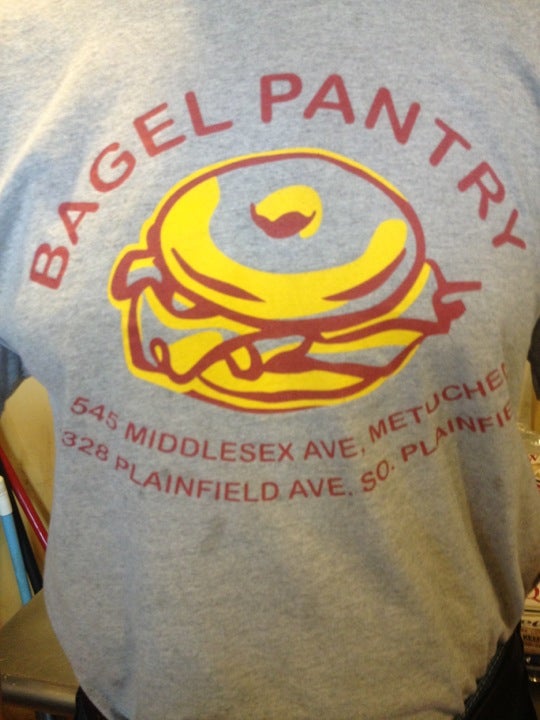 BAGEL PANTRY
545 MIDDLESEX AVE, METUCHE
328 PLAINFIELD AVE. SO. PLAINFIE